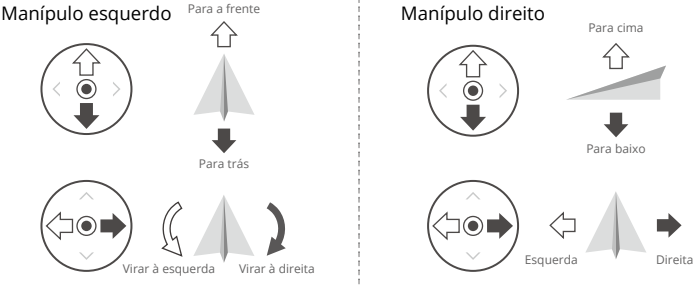 Manípulo esquerdo
Para a frente
Para trás
Virar à esquerda
Virar à direita
Manípulo direito
Para cima
Para baixo
Esquerda
Direita